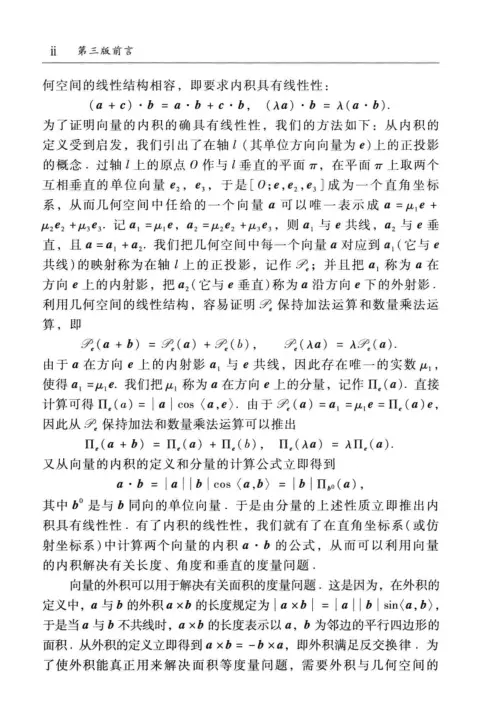 ii 第三版前言
何空间的线性结构相容，即要求内积具有线性性：
(a + c) · b = a · b + c · b, (λa) · b = λ(a · b).
为了证明向量的内积的确具有线性性，我们的方法如下：从内积的
定义受到启发，我们引出了在轴 l（其单位方向向量为 e)上的正投影
的概念．过轴 l 上的原点 O 作与 l 垂直的平面 π，在平面 π 上取两个
互相垂直的单位向量 e₂，e₃，于是[O;e,e₂,e₃]成为一个直角坐标
系，从而几何空间中任给的一个向量 a 可以唯一表示成 a = μ₁e +
μ₂e₂ + μ₃e₃. 记 a₁ = μ₁e，a₂ = μ₂e₂ + μ₃e₃，则 a₁ 与 e 共线，a₂ 与 e 垂
直，且 a = a₁ + a₂. 我们把几何空间中每一个向量 a 对应到 a₁(它与 e
共线)的映射称为在轴 l 上的正投影，记作 𝒫ₑ；并且把 a₁ 称为 a 在
方向 e 上的内射影，把 a₂(它与 e 垂直)称为 a 沿方向 e 下的外射影．
利用几何空间的线性结构，容易证明 𝒫ₑ 保持加法运算和数量乘法运
算，即
𝒫ₑ(a + b) = 𝒫ₑ(a) + 𝒫ₑ(b), 𝒫ₑ(λa) = λ𝒫ₑ(a).
由于 a 在方向 e 上的内射影 a₁ 与 e 共线，因此存在唯一的实数 μ₁，
使得 a₁ = μ₁e. 我们把 μ₁ 称为 a 在方向 e 上的分量，记作 Πₑ(a). 直接
计算可得 Πₑ(a) = |a|cos〈a,e〉. 由于 𝒫ₑ(a) = a₁ = μ₁e = Πₑ(a)e，
因此从 𝒫ₑ 保持加法和数量乘法运算可以推出
Πₑ(a + b) = Πₑ(a) + Πₑ(b), Πₑ(λa) = λΠₑ(a).
又从向量的内积的定义和分量的计算公式立即得到
a · b = |a||b|cos〈a,b〉 = |b|Π_b⁰(a),
其中 b⁰ 是与 b 同向的单位向量．于是由分量的上述性质立即推出内
积具有线性性．有了内积的线性性，我们就有了在直角坐标系(或仿
射坐标系)中计算两个向量的内积 a · b 的公式，从而可以利用向量
的内积解决有关长度、角度和垂直的度量问题．
向量的外积可以用于解决有关面积的度量问题．这是因为，在外积的
定义中，a 与 b 的外积 a × b 的长度规定为 |a × b| = |a||b|sin〈a,b〉，
于是当 a 与 b 不共线时，a × b 的长度表示以 a，b 为邻边的平行四边形的
面积．从外积的定义立即得到 a × b = − b × a，即外积满足反交换律．为
了使外积能真正用来解决面积等度量问题，需要外积与几何空间的